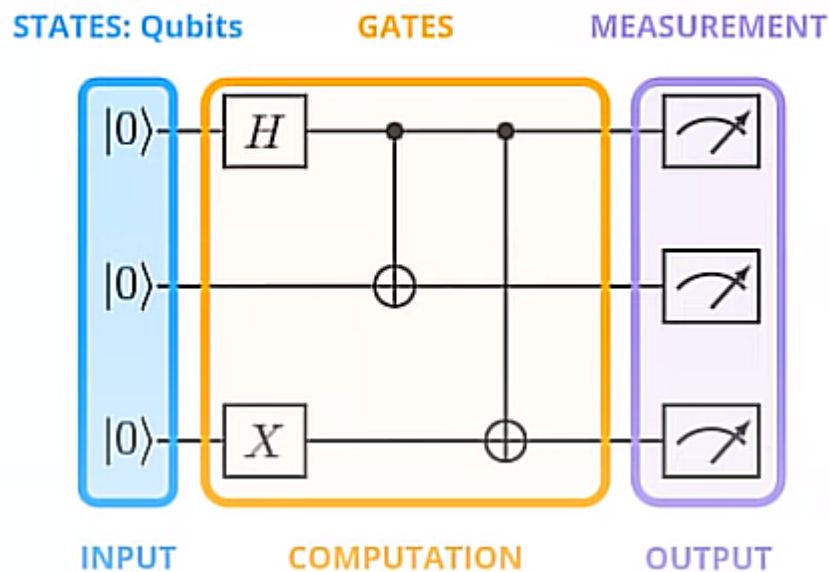 STATES: Qubits GATES MEASUREMENT
|0⟩ H
|0⟩
|0⟩ X
INPUT COMPUTATION OUTPUT